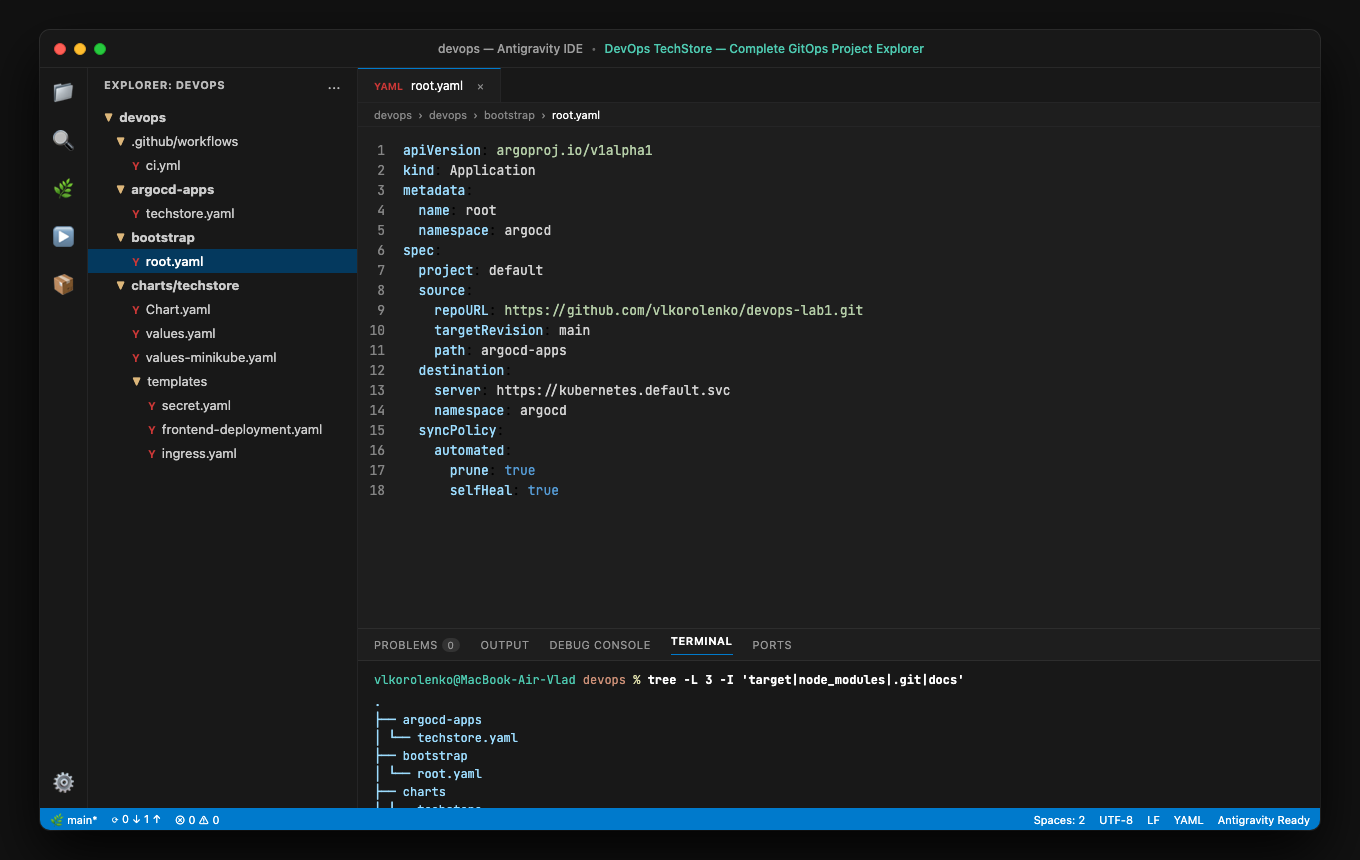 devops — Antigravity IDE • DevOps TechStore — Complete GitOps Project Explorer
EXPLORER: DEVOPS ...
▼ devops
▼ .github/workflows
Y ci.yml
▼ argocd-apps
Y techstore.yaml
▼ bootstrap
Y root.yaml
▼ charts/techstore
Y Chart.yaml
Y values.yaml
Y values-minikube.yaml
▼ templates
Y secret.yaml
Y frontend-deployment.yaml
Y ingress.yaml
YAML root.yaml ×
devops › devops › bootstrap › root.yaml
1 apiVersion: argoproj.io/v1alpha1
2 kind: Application
3 metadata:
4   name: root
5   namespace: argocd
6 spec:
7   project: default
8   source:
9     repoURL: https://github.com/vlkorolenko/devops-lab1.git
10     targetRevision: main
11     path: argocd-apps
12   destination:
13     server: https://kubernetes.default.svc
14     namespace: argocd
15   syncPolicy:
16     automated:
17       prune: true
18       selfHeal: true
PROBLEMS 0 OUTPUT DEBUG CONSOLE TERMINAL PORTS
vlkorolenko@MacBook-Air-Vlad devops % tree -L 3 -I 'target|node_modules|.git|docs'
.
├── argocd-apps
│ └── techstore.yaml
├── bootstrap
│ └── root.yaml
├── charts
main* 0 ↓ 1 ↑ 0 ⚠ 0 Spaces: 2 UTF-8 LF YAML Antigravity Ready